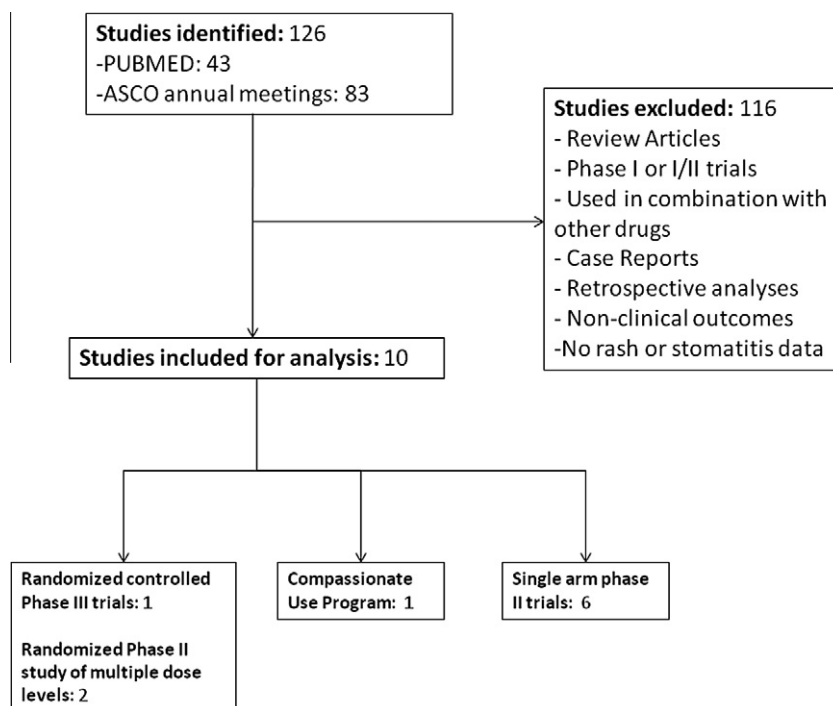 Studies identified: 126
-PUBMED: 43
-ASCO annual meetings: 83
Studies excluded: 116
- Review Articles
- Phase I or I/II trials
- Used in combination with
other drugs
- Case Reports
- Retrospective analyses
- Non-clinical outcomes
-No rash or stomatitis data
Studies included for analysis: 10
Randomized controlled
Phase III trials: 1
Randomized Phase II
study of multiple dose
levels: 2
Compassionate
Use Program: 1
Single arm phase
II trials: 6